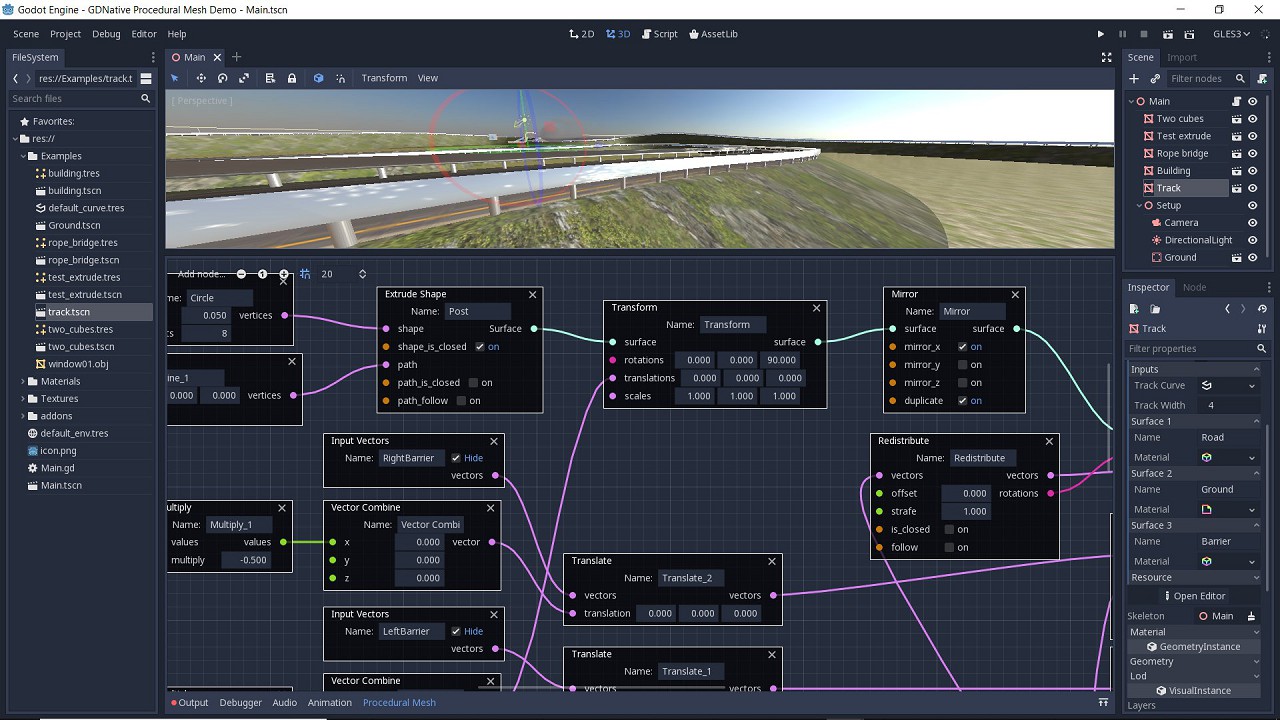 Godot Engine - GDNative Procedural Mesh Demo - Main.tscn
Scene Project Debug Editor Help
2D 3D Script AssetLib
GLES3
FileSystem
res://Examples/track.t
Search files
Favorites:
res://
Examples
building.tres
building.tscn
default_curve.tres
Ground.tscn
rope_bridge.tres
rope_bridge.tscn
test_extrude.tres
test_extrude.tscn
track.tscn
two_cubes.tres
two_cubes.tscn
window01.obj
Materials
Textures
addons
default_env.tres
icon.png
Main.gd
Main.tscn
Main
Transform View
[ Perspective ]
Add node...
20
me: Circle
0.050 vertices
ts 8
ine_1
0.000 0.000 vertices
Extrude Shape
Name: Post
shape Surface
shape_is_closed on
path
path_is_closed on
path_follow on
Transform
Name: Transform
surface surface
rotations 0.000 0.000 90.000
translations 0.000 0.000 0.000
scales 1.000 1.000 1.000
Mirror
Name: Mirror
surface surface
mirror_x on
mirror_y on
mirror_z on
duplicate on
Input Vectors
Name: RightBarrier Hide
vectors
Redistribute
Name: Redistribute
vectors vectors
offset 0.000 rotations
strafe 1.000
is_closed on
follow on
ultiply
Name: Multiply_1
values values
multiply -0.500
Vector Combine
Name: Vector Combi
x 0.000 vector
y 0.000
z 0.000
Translate
Name: Translate_2
vectors vectors
translation 0.000 0.000 0.000
Input Vectors
Name: LeftBarrier Hide
vectors
Translate
Name: Translate_1
vectors vectors
Vector Combine
Output Debugger Audio Animation Procedural Mesh
Scene Import
Filter nodes
Main
Two cubes
Test extrude
Rope bridge
Building
Track
Setup
Camera
DirectionalLight
Ground
Inspector Node
Track
Filter properties
Inputs
Track Curve
Track Width 4
Surface 1
Name Road
Material
Surface 2
Name Ground
Material
Surface 3
Name Barrier
Material
Resource
Open Editor
Skeleton Main
Material
GeometryInstance
Geometry
Lod
VisualInstance
Layers